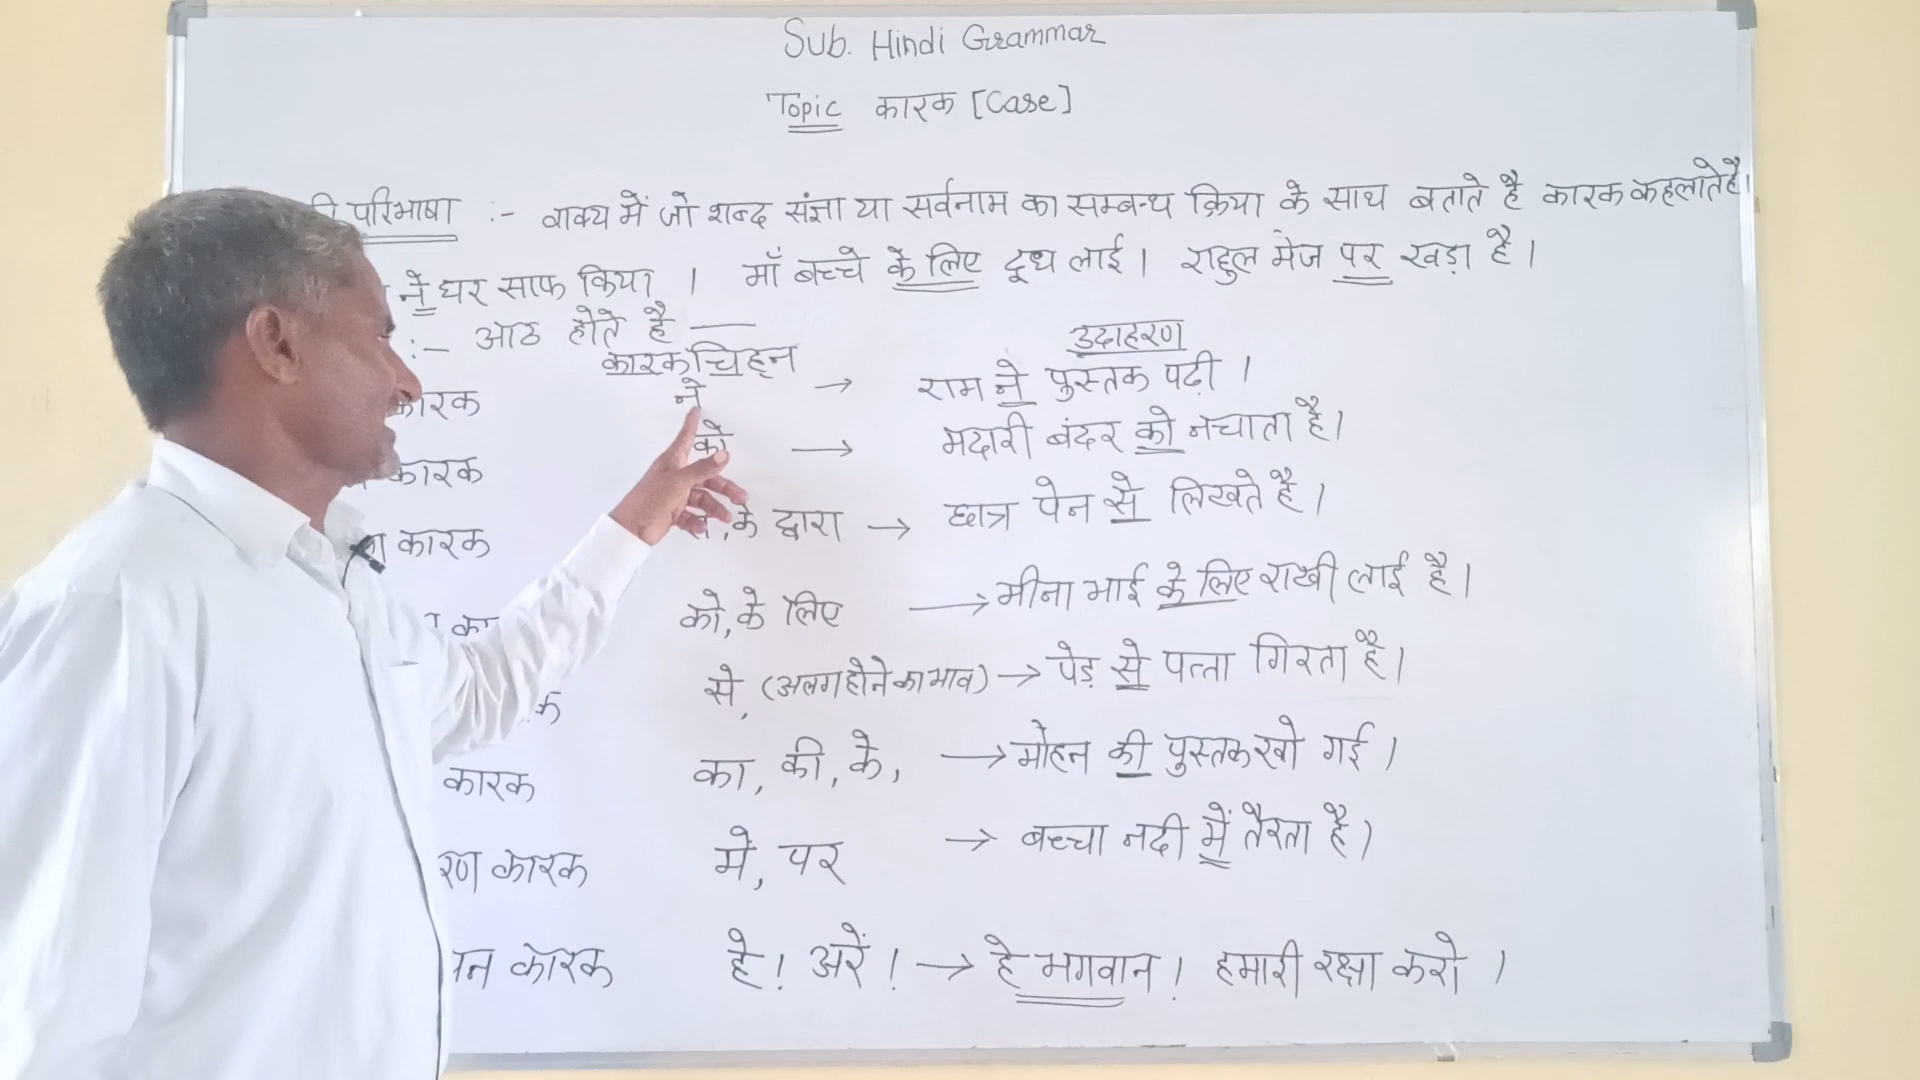 Sub. Hindi Grammar
Topic कारक [Case]
परिभाषा :- वाक्य में जो शब्द संज्ञा या सर्वनाम का सम्बन्ध क्रिया के साथ बताते है कारक कहलाते है
ने घर साफ किया । माँ बच्चे के लिए दूध लाई । राहुल मेज पर खड़ा है ।
:- आठ होते है —
कारक चिह्न उदाहरण
कारक ने → राम ने पुस्तक पढ़ी ।
कारक को → मदारी बंदर को नचाता है ।
कारक के द्वारा → छात्र पेन से लिखते है ।
को, के लिए → मीना भाई के लिए राखी लाई है ।
से, (अलग होने का भाव) → पेड़ से पत्ता गिरता है ।
कारक का, की, के, → मोहन की पुस्तक खो गई ।
रण कारक में, पर → बच्चा नदी में तैरता है ।
न कारक हे! अरें! → हे भगवान! हमारी रक्षा करो ।